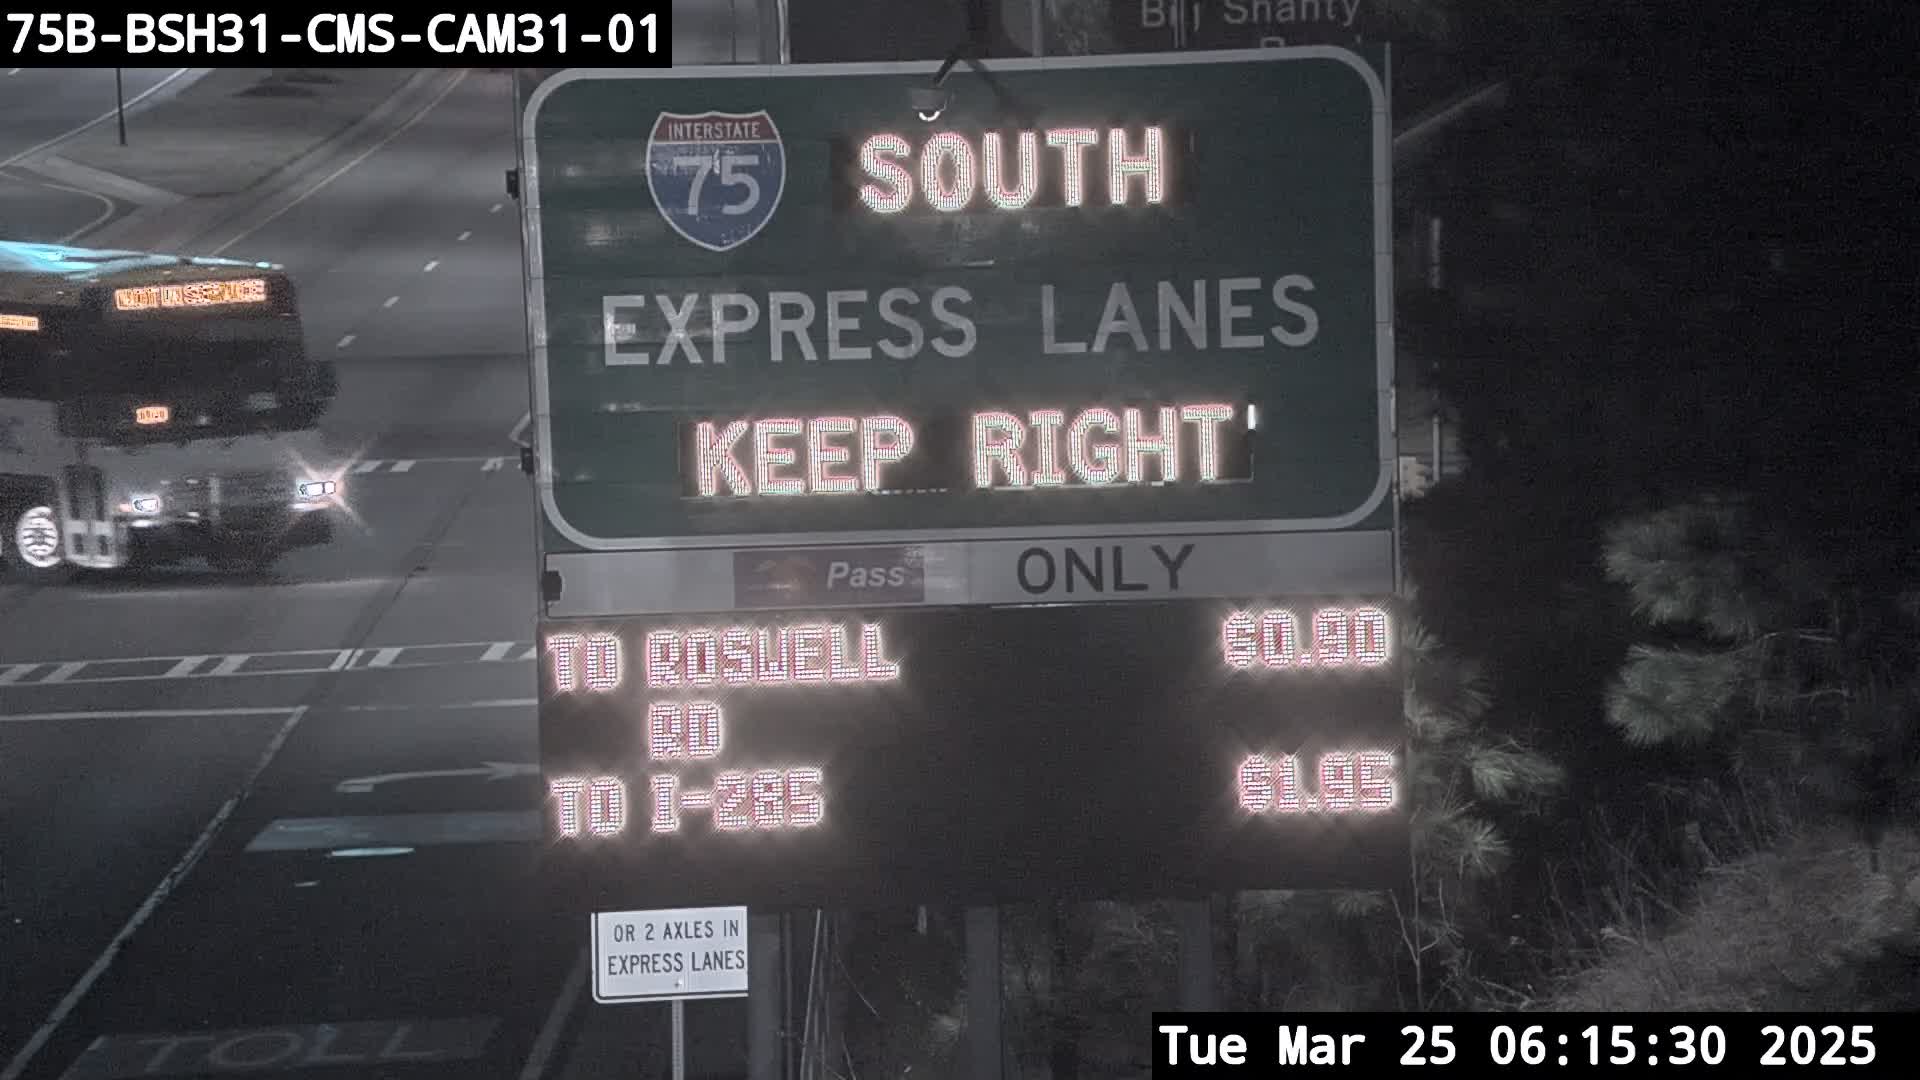 75B-BSH31-CMS-CAM31-01
Shanty
INTERSTATE
75
SOUTH
EXPRESS LANES
KEEP RIGHT
Pass ONLY
TO ROSWELL $0.90
RD
TO I-285 $1.95
OR 2 AXLES IN
EXPRESS LANES
TOLL
Tue Mar 25 06:15:30 2025